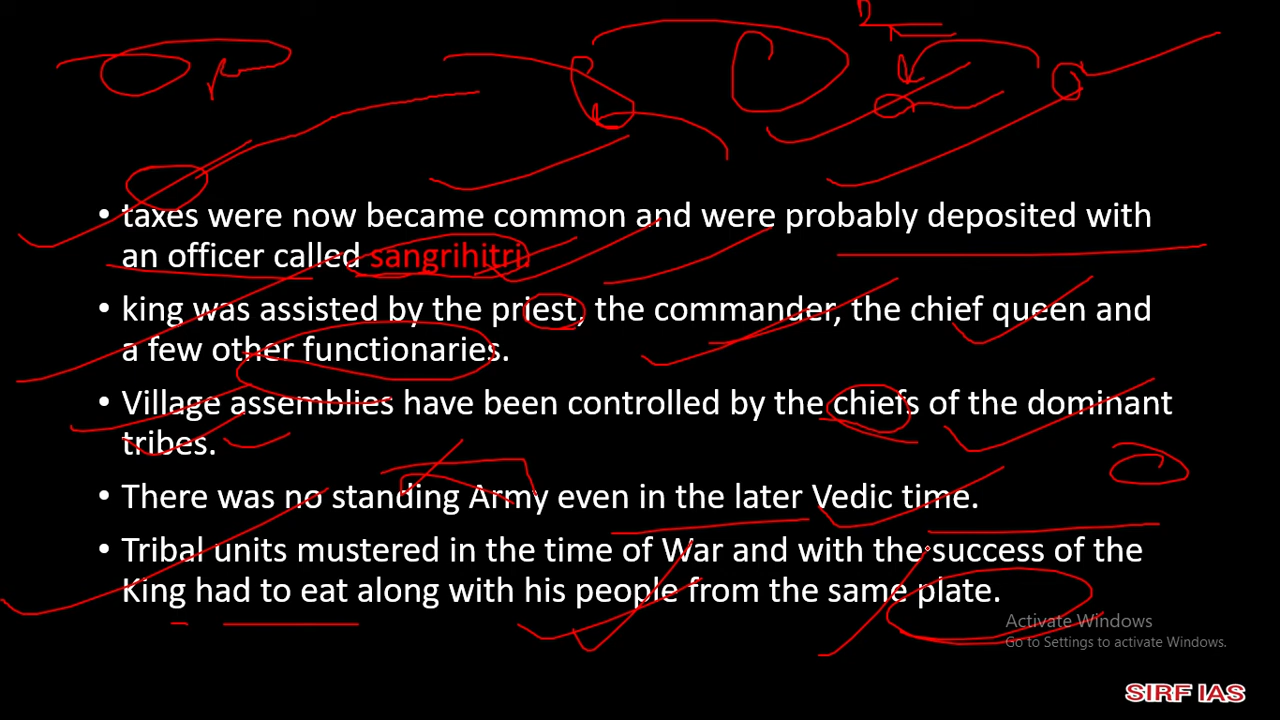 • taxes were now became common and were probably deposited with
an officer called sangrihitri.
• king was assisted by the priest, the commander, the chief queen and
a few other functionaries.
• Village assemblies have been controlled by the chiefs of the dominant
tribes.
• There was no standing Army even in the later Vedic time.
• Tribal units mustered in the time of War and with the success of the
King had to eat along with his people from the same plate.
Activate Windows
Go to Settings to activate Windows.
SIRF IAS